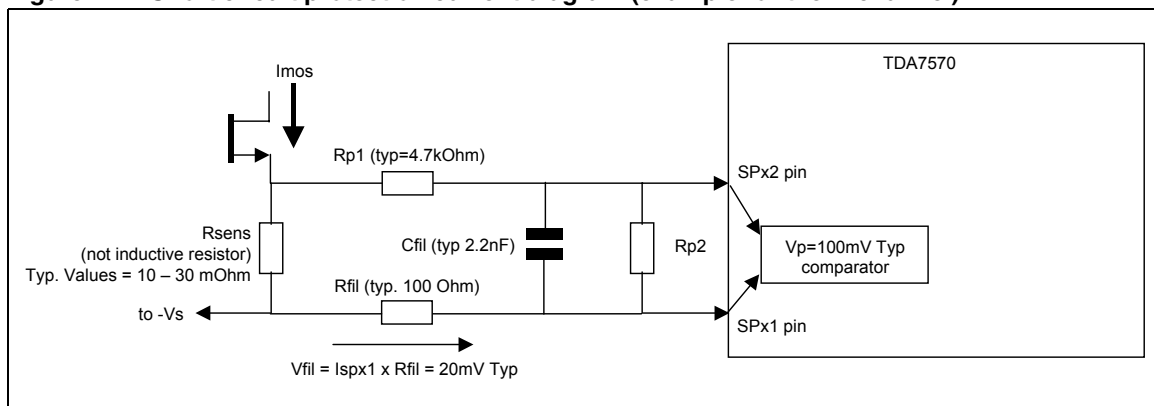 TDA7570
Imos
Rp1 (typ=4.7kOhm)
SPx2 pin
Rsens
(not inductive resistor)
Typ. Values = 10 – 30 mOhm
Cfil (typ 2.2nF)
Rp2
Vp=100mV Typ
comparator
Rfil (typ. 100 Ohm)
to -Vs
SPx1 pin
Vfil = Ispx1 x Rfil = 20mV Typ